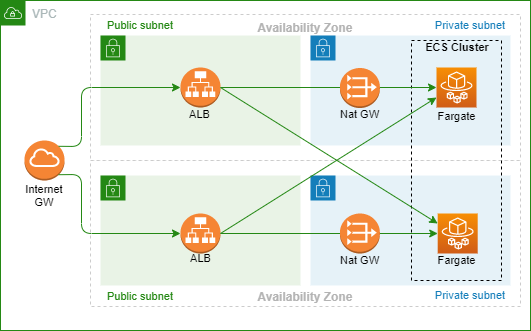 VPC
Public subnet
Availability Zone
Private subnet
ECS Cluster
ALB
Nat GW
Fargate
Internet
GW
ALB
Nat GW
Fargate
Public subnet
Availability Zone
Private subnet